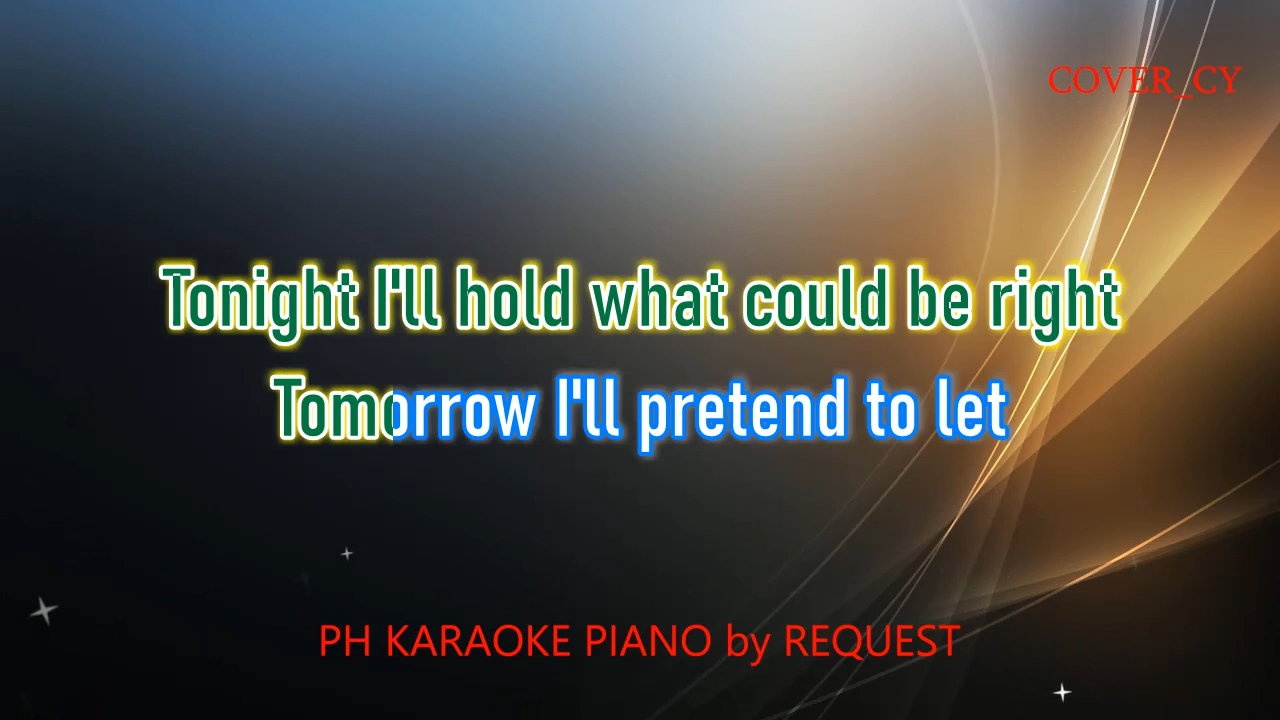 COVER_CY
Tonight I'll hold what could be right
Tomorrow I'll pretend to let
PH KARAOKE PIANO by REQUEST